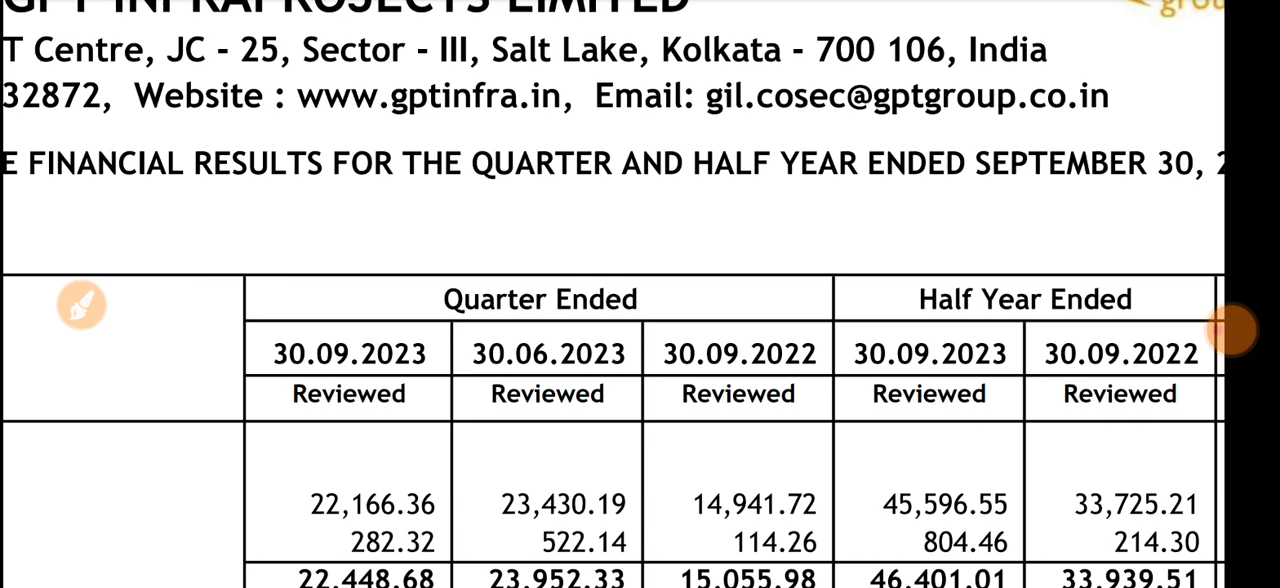 GPT INFRAPROJECTS LIMITED
T Centre, JC - 25, Sector - III, Salt Lake, Kolkata - 700 106, India
32872, Website : www.gptinfra.in, Email: gil.cosec@gptgroup.co.in
E FINANCIAL RESULTS FOR THE QUARTER AND HALF YEAR ENDED SEPTEMBER 30, 2
Quarter Ended Half Year Ended
30.09.2023 30.06.2023 30.09.2022 30.09.2023 30.09.2022
Reviewed Reviewed Reviewed Reviewed Reviewed
22,166.36 23,430.19 14,941.72 45,596.55 33,725.21
282.32 522.14 114.26 804.46 214.30
22,448.68 23,952.33 15,055.98 46,401.01 33,939.51